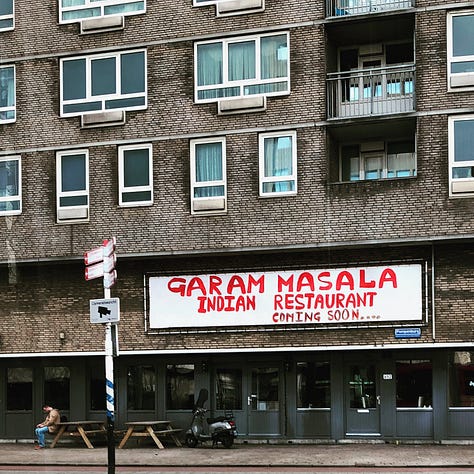 GARAM MASALA
INDIAN RESTAURANT
COMING SOON......